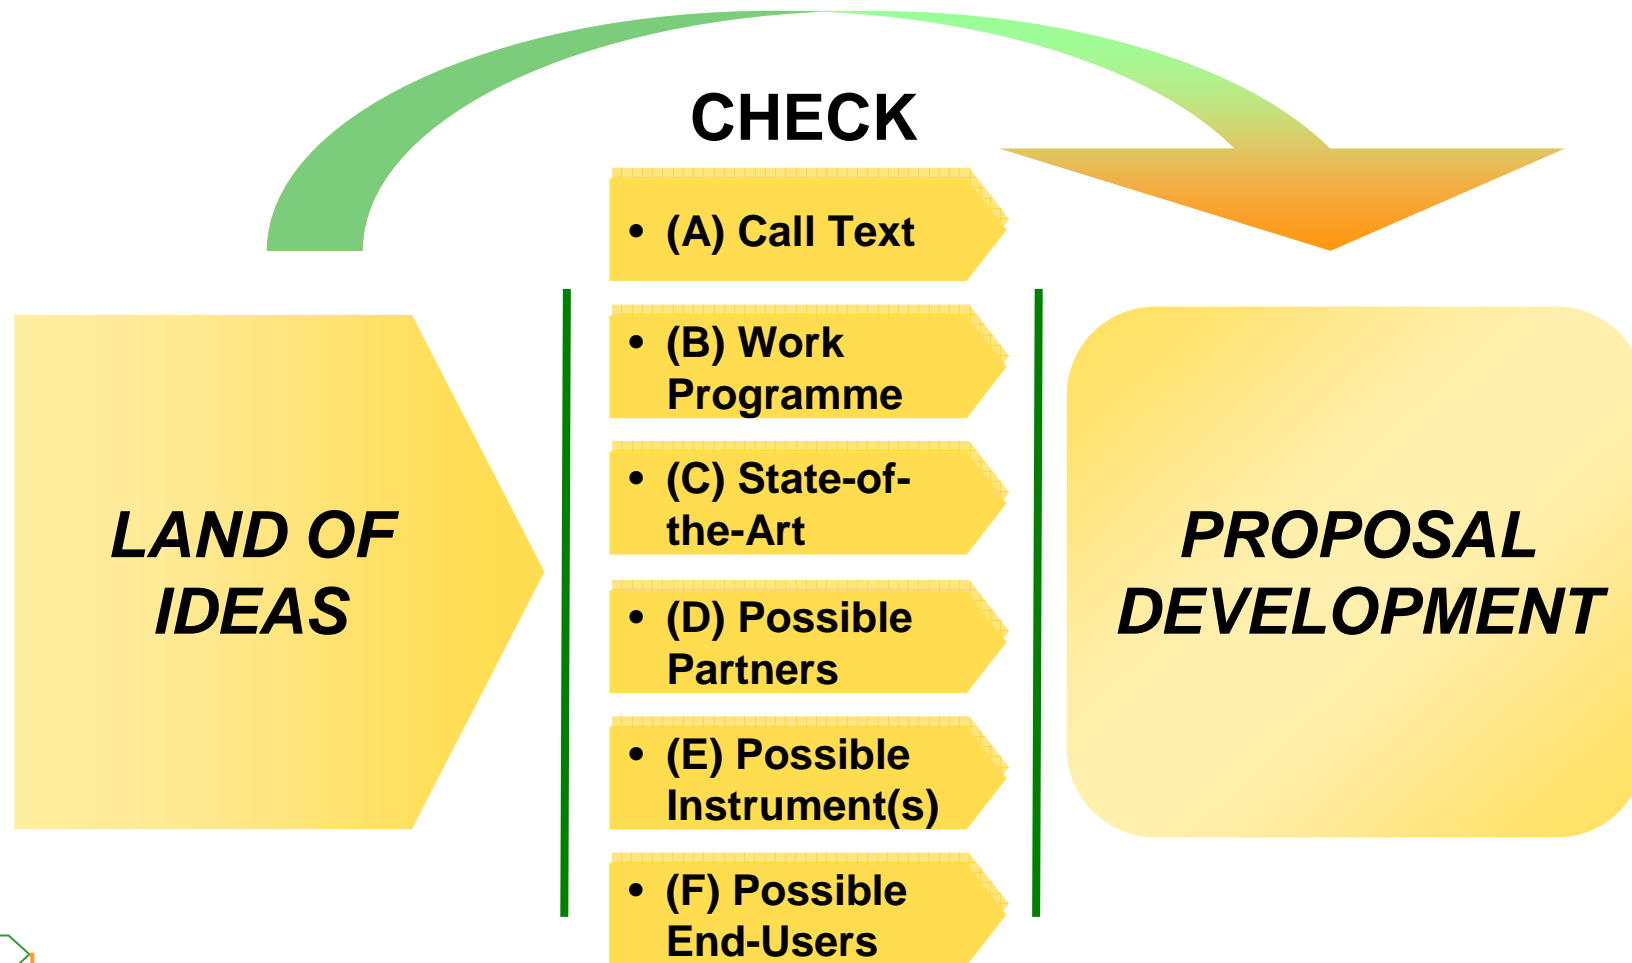 CHECK
• (A) Call Text
• (B) Work
Programme
• (C) State-of-
the-Art
• (D) Possible
Partners
• (E) Possible
Instrument(s)
• (F) Possible
End-Users
LAND OF
IDEAS
PROPOSAL
DEVELOPMENT